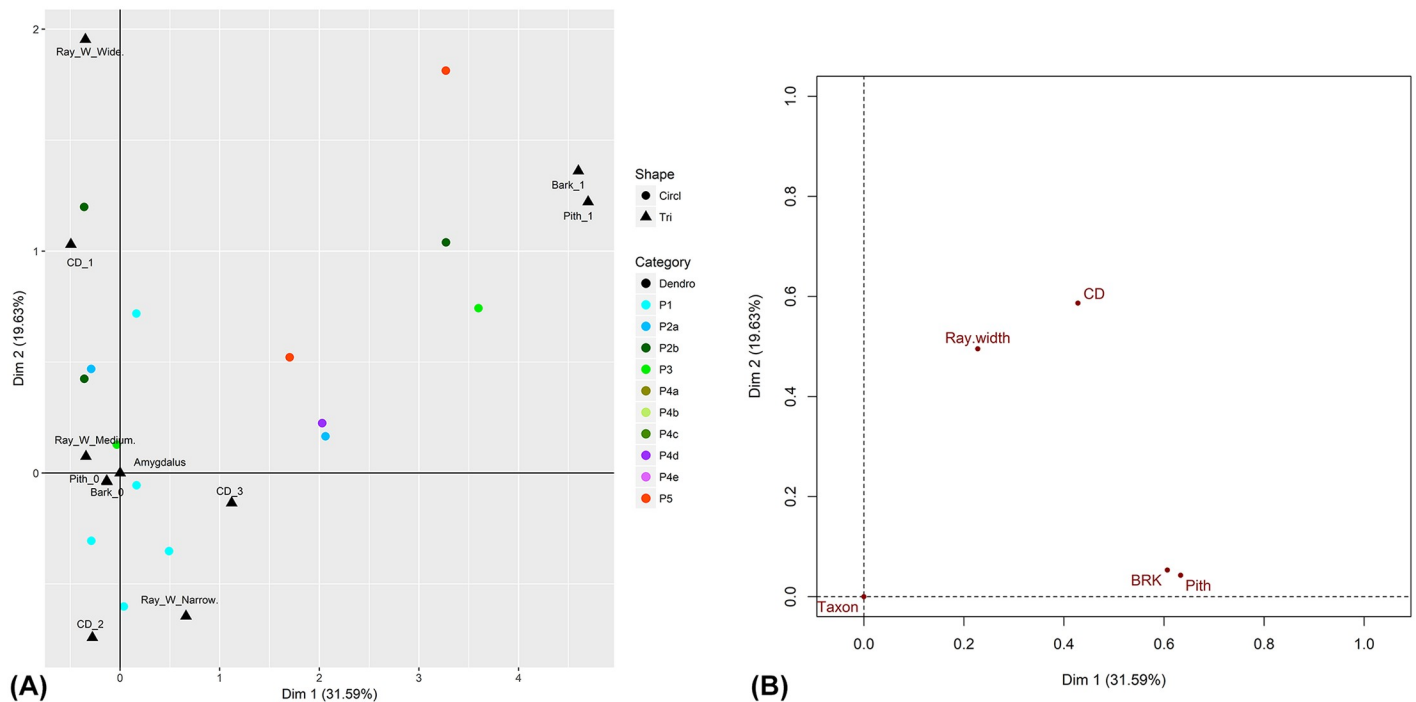 2
Ray_W_Wide.
Bark_1
Pith_1
1
CD_1
Dim 2 (19.63%)
Ray_W_Medium.
Amygdalus
0
Pith_0
Bark_0
CD_3
Ray_W_Narrow.
CD_2
0 1 2 3 4
Dim 1 (31.59%)
(A)
Shape
Circl
Tri
Category
Dendro
P1
P2a
P2b
P3
P4a
P4b
P4c
P4d
P4e
P5
1.0
0.8
0.6
CD
Ray.width
Dim 2 (19.63%)
0.4
0.2
BRK
Pith
0.0
Taxon
0.0 0.2 0.4 0.6 0.8 1.0
Dim 1 (31.59%)
(B)